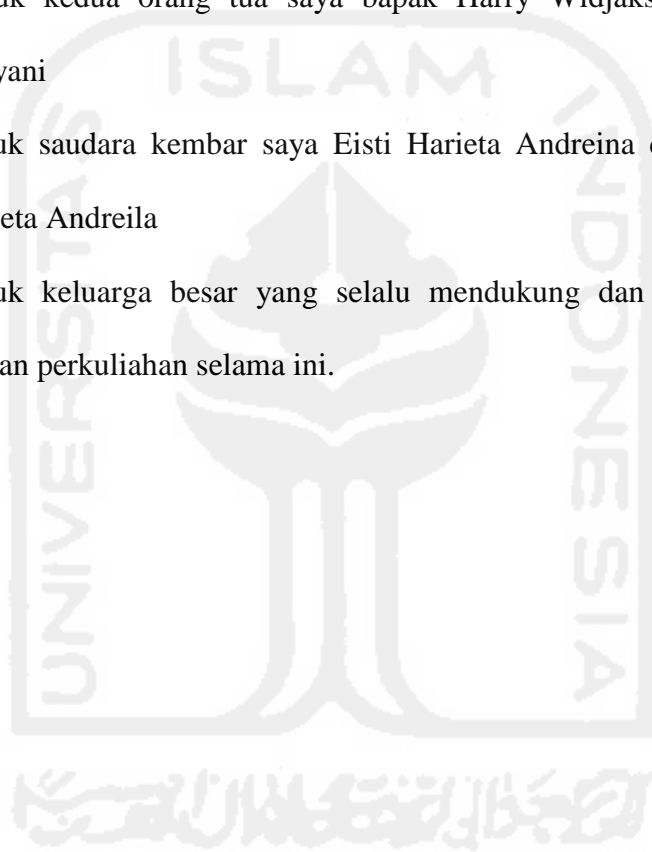 uk kedua orang tua saya bapak Harry Widjaks
yani
uk saudara kembar saya Eisti Harieta Andreina
eta Andreila
uk keluarga besar yang selalu mendukung dan
an perkuliahan selama ini.
ISLAM
UNIVERSITAS
INDONESIA